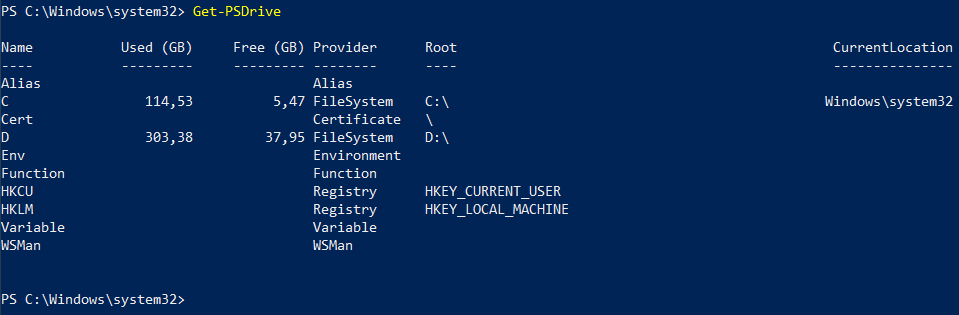 PS C:\Windows\system32> Get-PSDrive
Name Used (GB) Free (GB) Provider Root CurrentLocation
---- --------- --------- -------- ---- ---------------
Alias Alias
C 114,53 5,47 FileSystem C:\ Windows\system32
Cert Certificate \
D 303,38 37,95 FileSystem D:\
Env Environment
Function Function
HKCU Registry HKEY_CURRENT_USER
HKLM Registry HKEY_LOCAL_MACHINE
Variable Variable
WSMan WSMan
PS C:\Windows\system32>